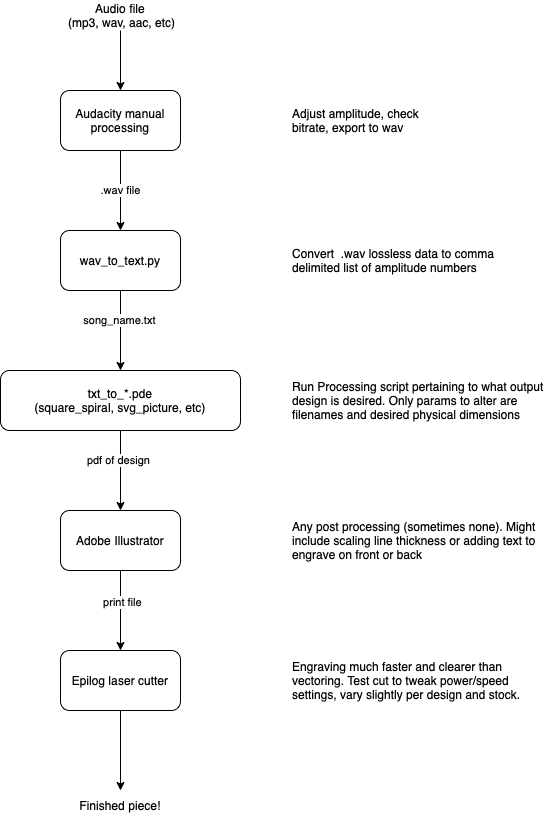 Audio file
(mp3, wav, aac, etc)
Audacity manual
processing
Adjust amplitude, check
bitrate, export to wav
.wav file
wav_to_text.py
Convert .wav lossless data to comma
delimited list of amplitude numbers
song_name.txt
txt_to_*.pde
(square_spiral, svg_picture, etc)
Run Processing script pertaining to what output
design is desired. Only params to alter are
filenames and desired physical dimensions
pdf of design
Adobe Illustrator
Any post processing (sometimes none). Might
include scaling line thickness or adding text to
engrave on front or back
print file
Epilog laser cutter
Engraving much faster and clearer than
vectoring. Test cut to tweak power/speed
settings, vary slightly per design and stock.
Finished piece!